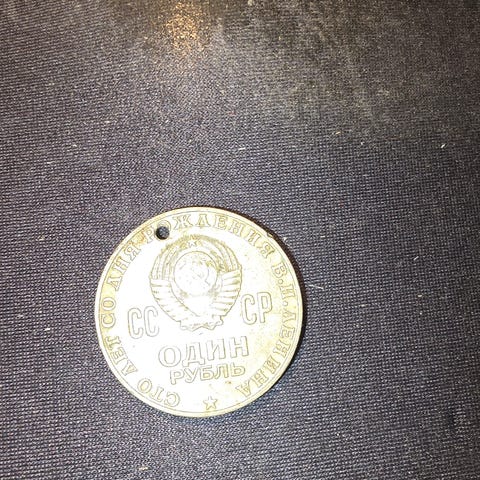 СТО ЛЕТ СО ДНЯ РОЖДЕНИЯ В.И.ЛЕНИНА
СС СР
ОДИН
РУБЛЬ